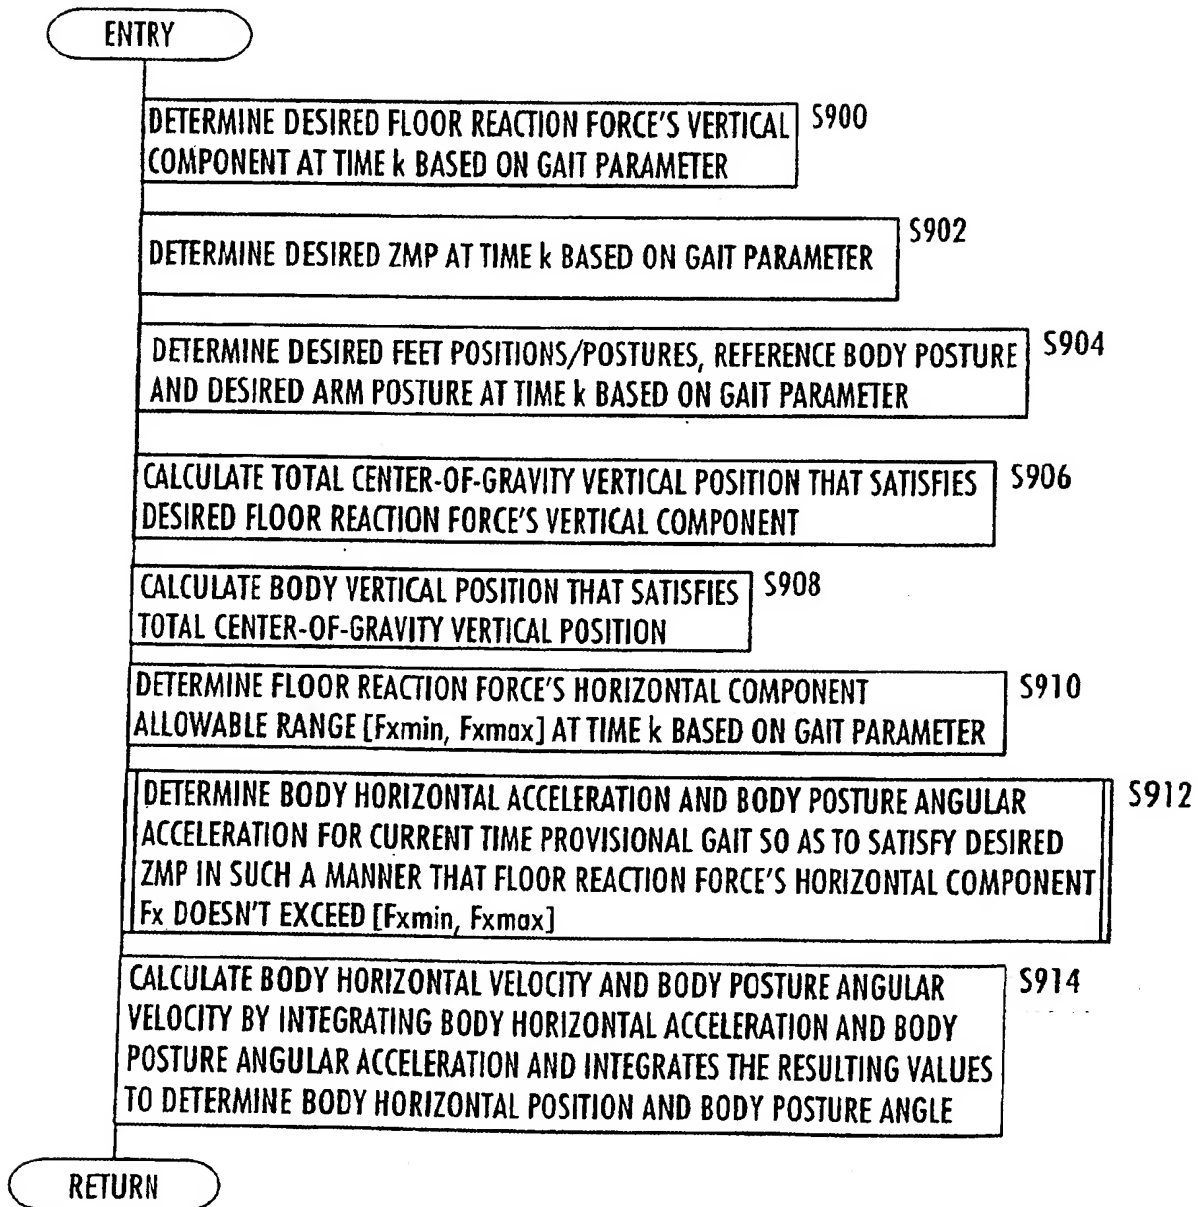 ENTRY
DETERMINE DESIRED FLOOR REACTION FORCE'S VERTICAL
COMPONENT AT TIME k BASED ON GAIT PARAMETER
S900
DETERMINE DESIRED ZMP AT TIME k BASED ON GAIT PARAMETER
S902
DETERMINE DESIRED FEET POSITIONS/POSTURES, REFERENCE BODY POSTURE
AND DESIRED ARM POSTURE AT TIME k BASED ON GAIT PARAMETER
S904
CALCULATE TOTAL CENTER-OF-GRAVITY VERTICAL POSITION THAT SATISFIES
DESIRED FLOOR REACTION FORCE'S VERTICAL COMPONENT
S906
CALCULATE BODY VERTICAL POSITION THAT SATISFIES
TOTAL CENTER-OF-GRAVITY VERTICAL POSITION
S908
DETERMINE FLOOR REACTION FORCE'S HORIZONTAL COMPONENT
ALLOWABLE RANGE [Fxmin, Fxmax] AT TIME k BASED ON GAIT PARAMETER
S910
DETERMINE BODY HORIZONTAL ACCELERATION AND BODY POSTURE ANGULAR
ACCELERATION FOR CURRENT TIME PROVISIONAL GAIT SO AS TO SATISFY DESIRED
ZMP IN SUCH A MANNER THAT FLOOR REACTION FORCE'S HORIZONTAL COMPONENT
Fx DOESN'T EXCEED [Fxmin, Fxmax]
S912
CALCULATE BODY HORIZONTAL VELOCITY AND BODY POSTURE ANGULAR
VELOCITY BY INTEGRATING BODY HORIZONTAL ACCELERATION AND BODY
POSTURE ANGULAR ACCELERATION AND INTEGRATES THE RESULTING VALUES
TO DETERMINE BODY HORIZONTAL POSITION AND BODY POSTURE ANGLE
S914
RETURN